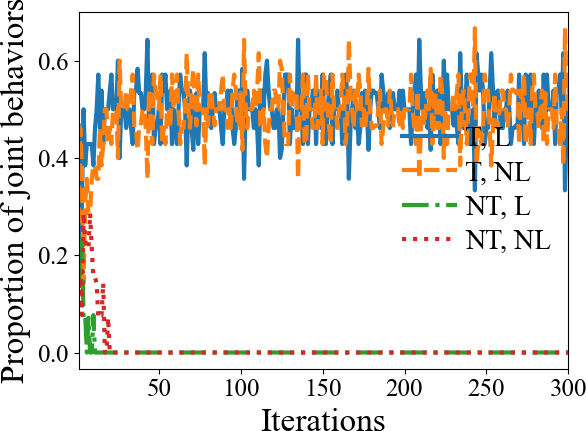 Proportion of joint behaviors
0.6
0.4
0.2
0.0
T, L
T, NL
NT, L
NT, NL
50 100 150 200 250 300
Iterations